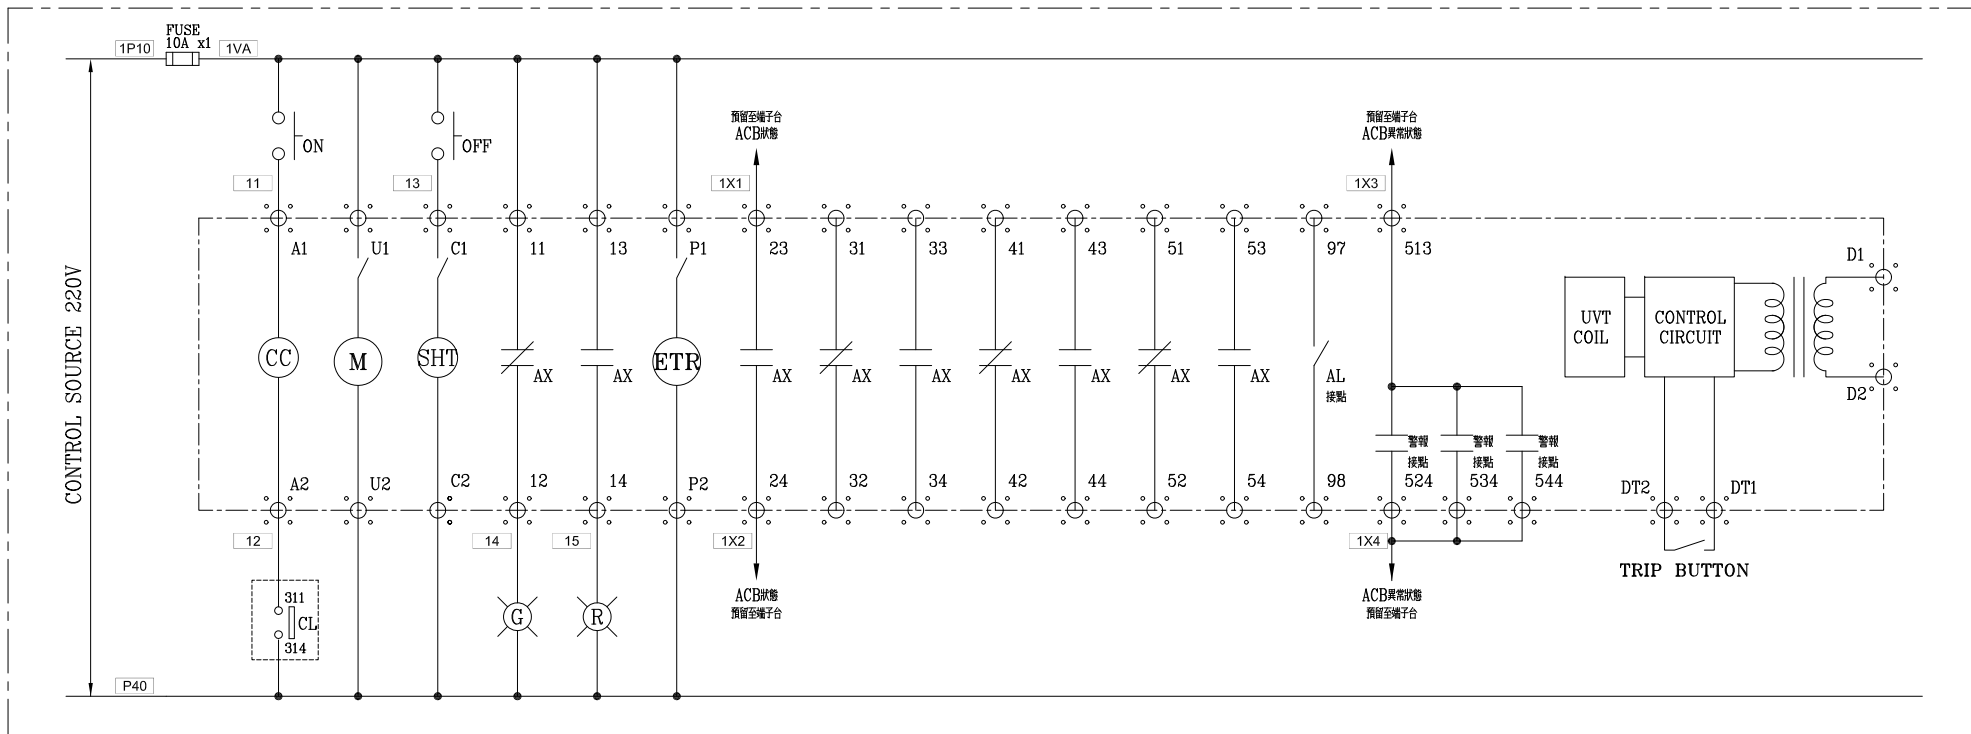 FUSE
10A x1
1P10
1VA
預留至端子台
ACB狀態
預留至端子台
ACB異常狀態
ON
OFF
11
13
1X1
1X3
A1
U1
C1
11
13
P1
23
31
33
41
43
51
53
97
513
D1
CONTROL SOURCE 220V
CC
M
SHT
AX
AX
ETR
AX
AX
AX
AX
AX
AX
AX
AL
接點
UVT
COIL
CONTROL
CIRCUIT
D2
警報
接點
警報
接點
警報
接點
A2
U2
C2
12
14
P2
24
32
34
42
44
52
54
98
524
534
544
DT2
DT1
12
14
15
1X2
1X4
TRIP BUTTON
311
CL
314
G
R
ACB狀態
預留至端子台
ACB異常狀態
預留至端子台
P40